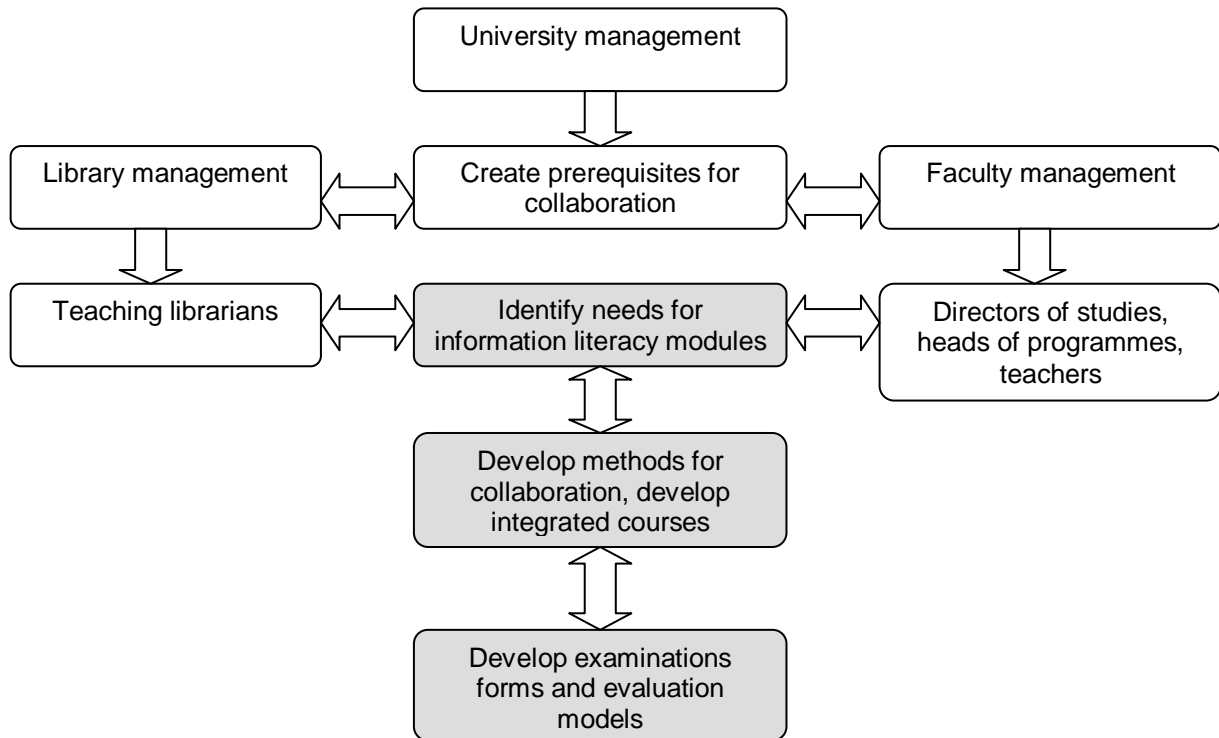 University management
Library management
Create prerequisites for
collaboration
Faculty management
Teaching librarians
Identify needs for
information literacy modules
Directors of studies,
heads of programmes,
teachers
Develop methods for
collaboration, develop
integrated courses
Develop examinations
forms and evaluation
models